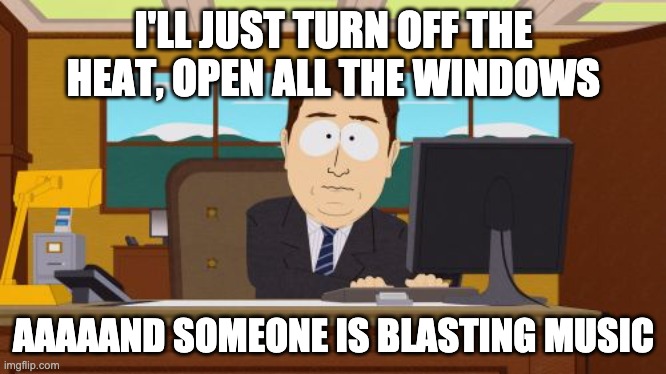 I'LL JUST TURN OFF THE
HEAT, OPEN ALL THE WINDOWS
AAAAAND SOMEONE IS BLASTING MUSIC
imgflip.com